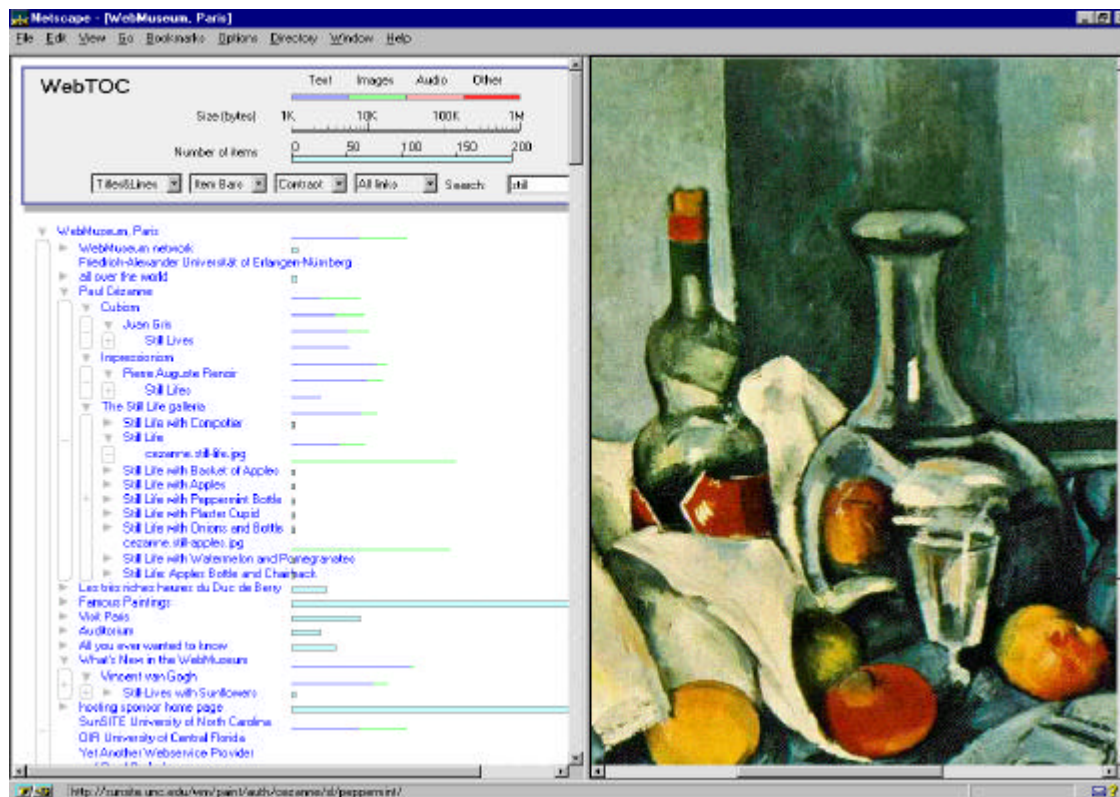 Netscape - [WebMuseum, Paris]
File Edit View Go Bookmarks Options Directory Window Help
WebTOC
Text Images Audio Other
Size (bytes) 1K 10K 100K 1M
Number of items 0 50 100 150 200
Titles&Lines Item Bars Contract All links Search: still
WebMuseum, Paris
WebMuseum network
Friedrich-Alexander Universität of Erlangen-Nürnberg
all over the world
Paul Cézanne
Cubism
Juan Gris
Still Lives
Impressionism
Pierre-Auguste Renoir
Still Lifes
The Still Life galleria
Still Life with Compotier
Still Life
cezanne.still-life.jpg
Still Life with Basket of Apples
Still Life with Apples
Still Life with Peppermint Bottle
Still Life with Plaster Cupid
Still Life with Onions and Bottle
cezanne.still-apples.jpg
Still Life with Watermelon and Pomegranates
Still Life: Apples Bottle and Chairback
Les très riches heures du Duc de Berry
Famous Paintings
Visit Paris
Auditorium
All you ever wanted to know
What's New in the WebMuseum
Vincent van Gogh
Still-Lives with Sunflowers
hosting sponsor home page
SunSITE University of North Carolina
OIR University of Central Florida
Yet Another Webservice Provider
http://sunsite.unc.edu/wm/paint/auth/cezanne/sl/peppermint/